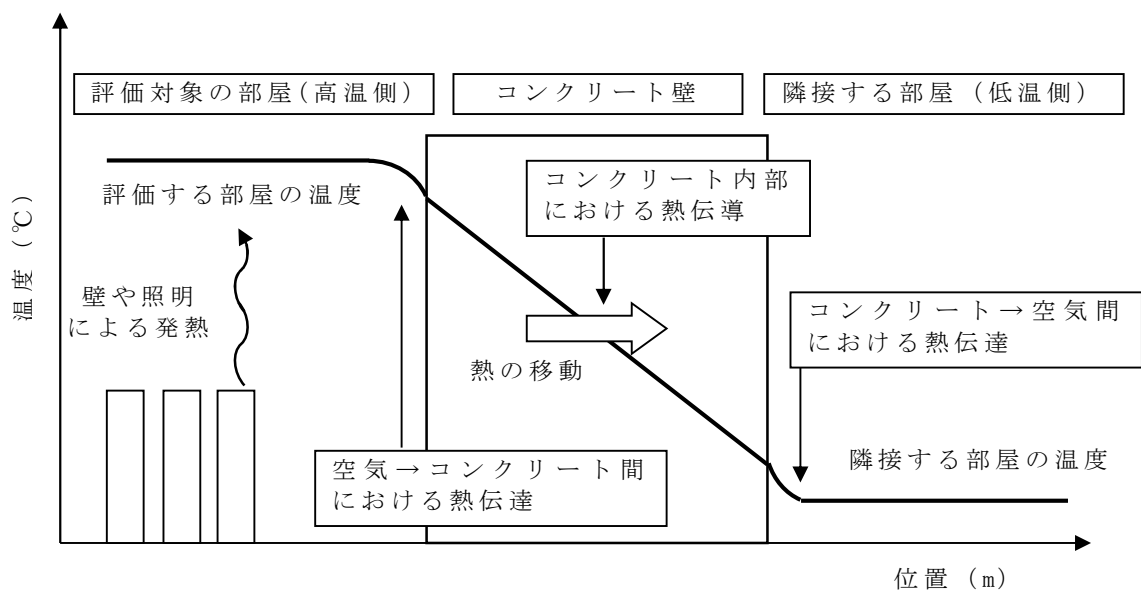 評価対象の部屋（高温側）
コンクリート壁
隣接する部屋（低温側）
評価する部屋の温度
コンクリート内部
における熱伝導
温度（℃）
壁や照明
による発熱
コンクリート→空気間
における熱伝達
熱の移動
空気→コンクリート間
における熱伝達
隣接する部屋の温度
位置（m）